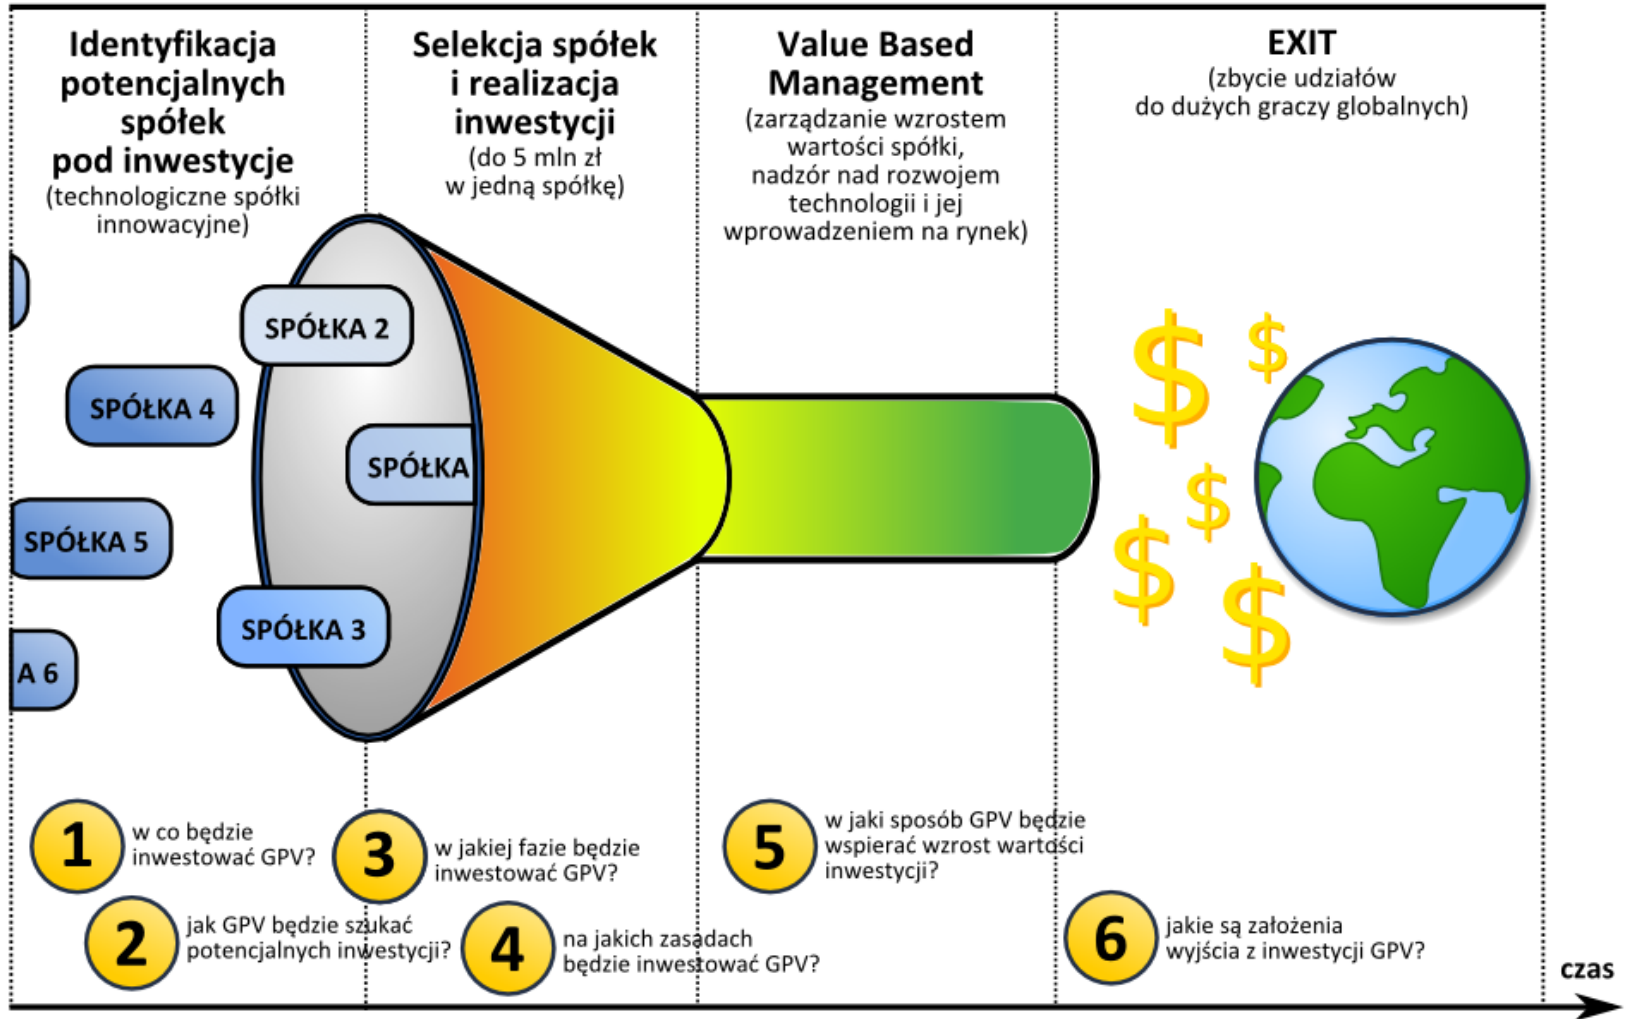 Identyfikacja
potencjalnych
spółek
pod inwestycje
(technologiczne spółki
innowacyjne)
Selekcja spółek
i realizacja
inwestycji
(do 5 mln zł
w jedną spółkę)
Value Based
Management
(zarządzanie wzrostem
wartości spółki,
nadzór nad rozwojem
technologii i jej
wprowadzeniem na rynek)
EXIT
(zbycie udziałów
do dużych graczy globalnych)
SPÓŁKA 2
SPÓŁKA 4
SPÓŁKA
SPÓŁKA 5
SPÓŁKA 3
A 6
$
$
$
$
$
1
w co będzie
inwestować GPV?
2
jak GPV będzie szukać
potencjalnych inwestycji?
3
w jakiej fazie będzie
inwestować GPV?
4
na jakich zasadach
będzie inwestować GPV?
5
w jaki sposób GPV będzie
wspierać wzrost wartości
inwestycji?
6
jakie są założenia
wyjścia z inwestycji GPV?
czas